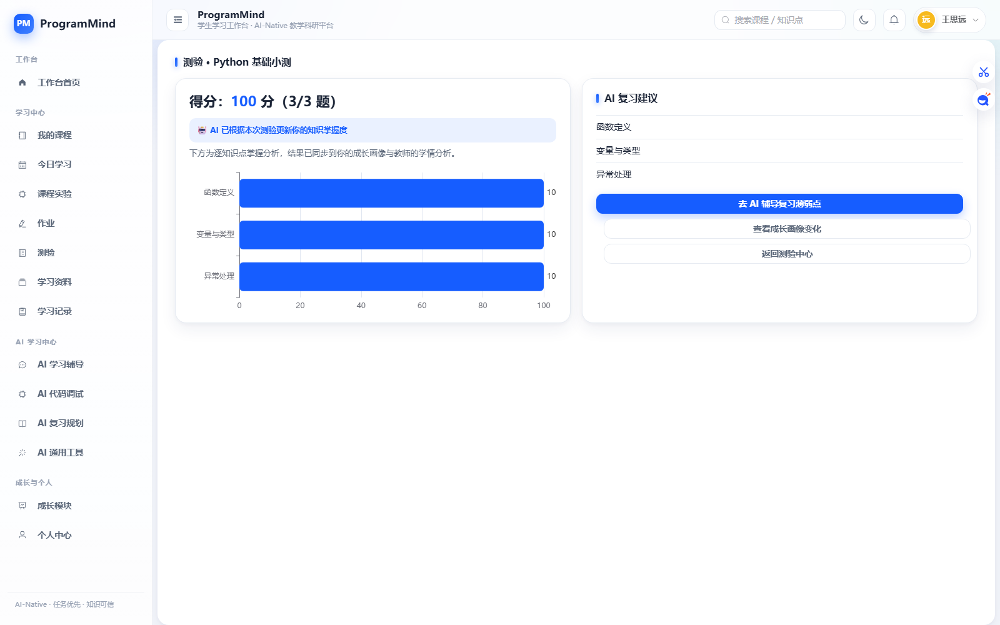 PM ProgramMind
工作台
工作台首页
学习中心
我的课程
今日学习
课程实验
作业
测验
学习资料
学习记录
AI 学习中心
AI 学习辅导
AI 代码调试
AI 复习规划
AI 通用工具
成长与个人
成长模块
个人中心
AI-Native · 任务优先 · 知识可信
ProgramMind
学生学习工作台 · AI-Native 教学科研平台
搜索课程 / 知识点
远 王思远
测验 • Python 基础小测
得分：100 分（3/3 题）
AI 已根据本次测验更新你的知识掌握度
下方为逐知识点掌握分析，结果已同步到你的成长画像与教师的学情分析。
函数定义 10
变量与类型 10
异常处理 10
0 20 40 60 80 100
AI 复习建议
函数定义
变量与类型
异常处理
去 AI 辅导复习薄弱点
查看成长画像变化
返回测验中心